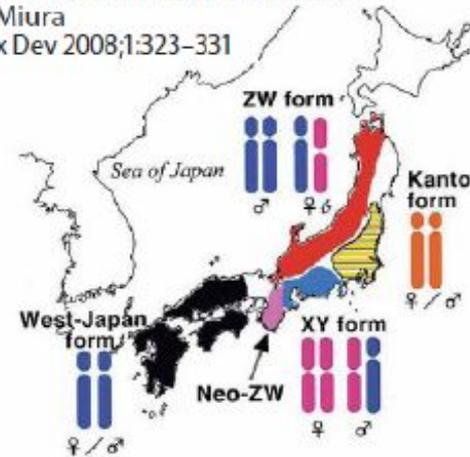 Miura
x Dev 2008;1:323–331
ZW form
♂ ♀
Sea of Japan
Kanto
form
♀/♂
West-Japan
form
♀/♂
Neo-ZW
XY form
♀ ♂